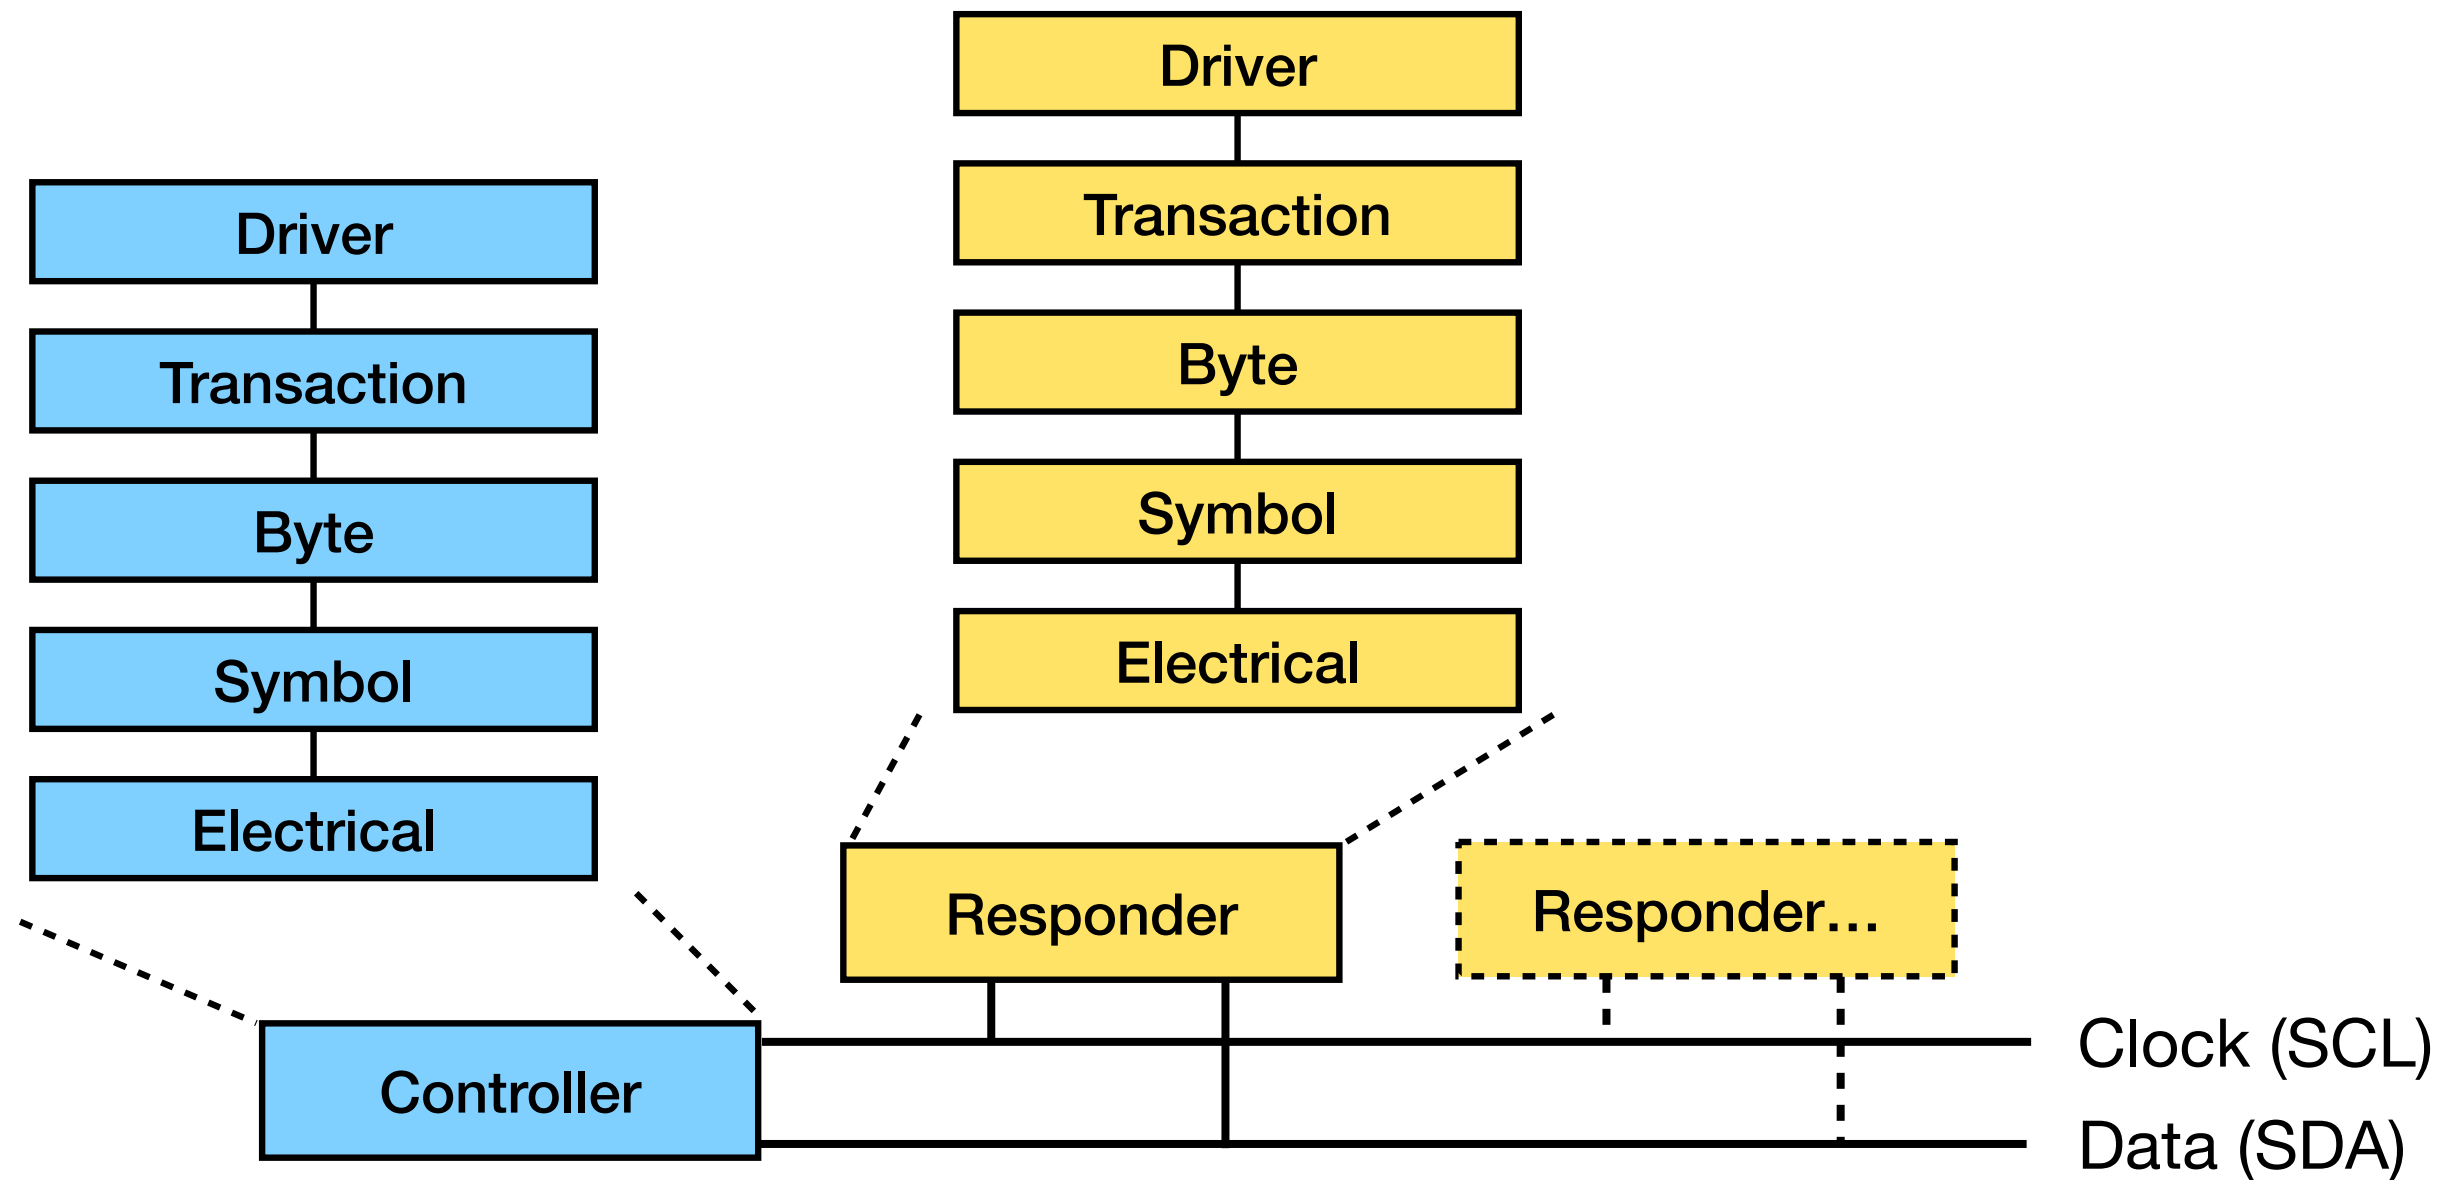 Driver
Transaction
Byte
Symbol
Electrical
Controller
Driver
Transaction
Byte
Symbol
Electrical
Responder
Responder...
Clock (SCL)
Data (SDA)